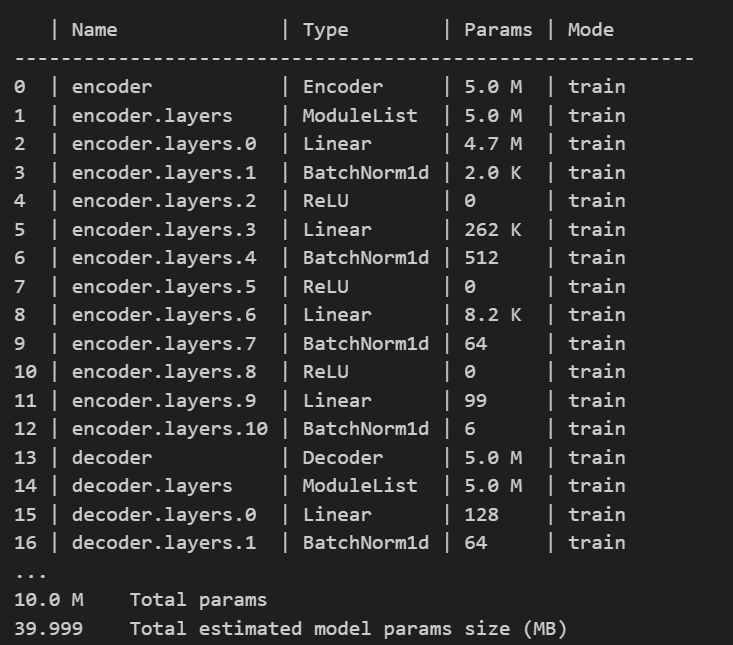 | Name              | Type        | Params | Mode 
-----------------------------------------------------------
0  | encoder           | Encoder     | 5.0 M  | train
1  | encoder.layers    | ModuleList  | 5.0 M  | train
2  | encoder.layers.0  | Linear      | 4.7 M  | train
3  | encoder.layers.1  | BatchNorm1d | 2.0 K  | train
4  | encoder.layers.2  | ReLU        | 0      | train
5  | encoder.layers.3  | Linear      | 262 K  | train
6  | encoder.layers.4  | BatchNorm1d | 512    | train
7  | encoder.layers.5  | ReLU        | 0      | train
8  | encoder.layers.6  | Linear      | 8.2 K  | train
9  | encoder.layers.7  | BatchNorm1d | 64     | train
10 | encoder.layers.8  | ReLU        | 0      | train
11 | encoder.layers.9  | Linear      | 99     | train
12 | encoder.layers.10 | BatchNorm1d | 6      | train
13 | decoder           | Decoder     | 5.0 M  | train
14 | decoder.layers    | ModuleList  | 5.0 M  | train
15 | decoder.layers.0  | Linear      | 128    | train
16 | decoder.layers.1  | BatchNorm1d | 64     | train
...
10.0 M    Total params
39.999    Total estimated model params size (MB)